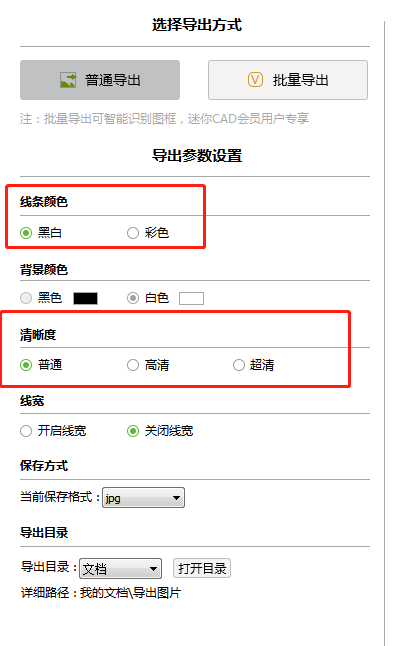 选择导出方式
普通导出 V 批量导出
注：批量导出可智能识别图框，迷你CAD会员用户专享
导出参数设置
线条颜色
黑白 彩色
背景颜色
黑色 白色
清晰度
普通 高清 超清
线宽
开启线宽 关闭线宽
保存方式
当前保存格式：jpg
导出目录
导出目录：文档 打开目录
详细路径：我的文档\导出图片